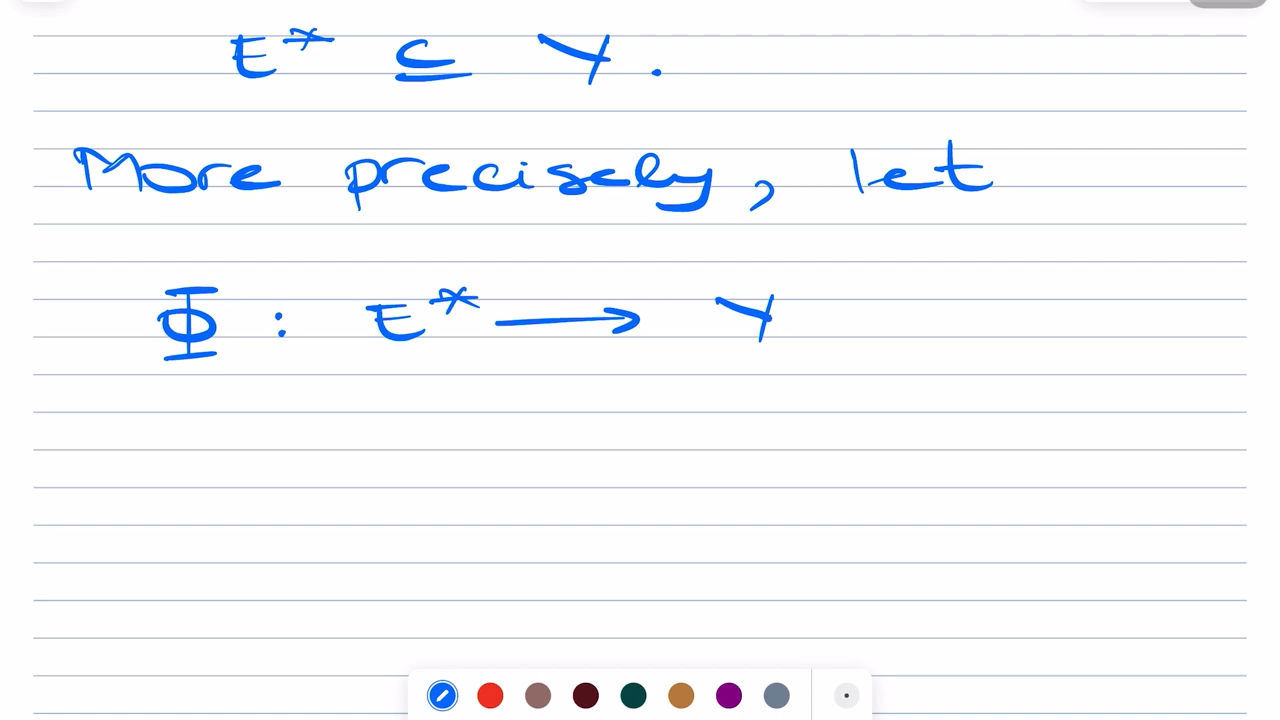 E* ⊆ Y.
More precisely, let
Φ : E* → Y